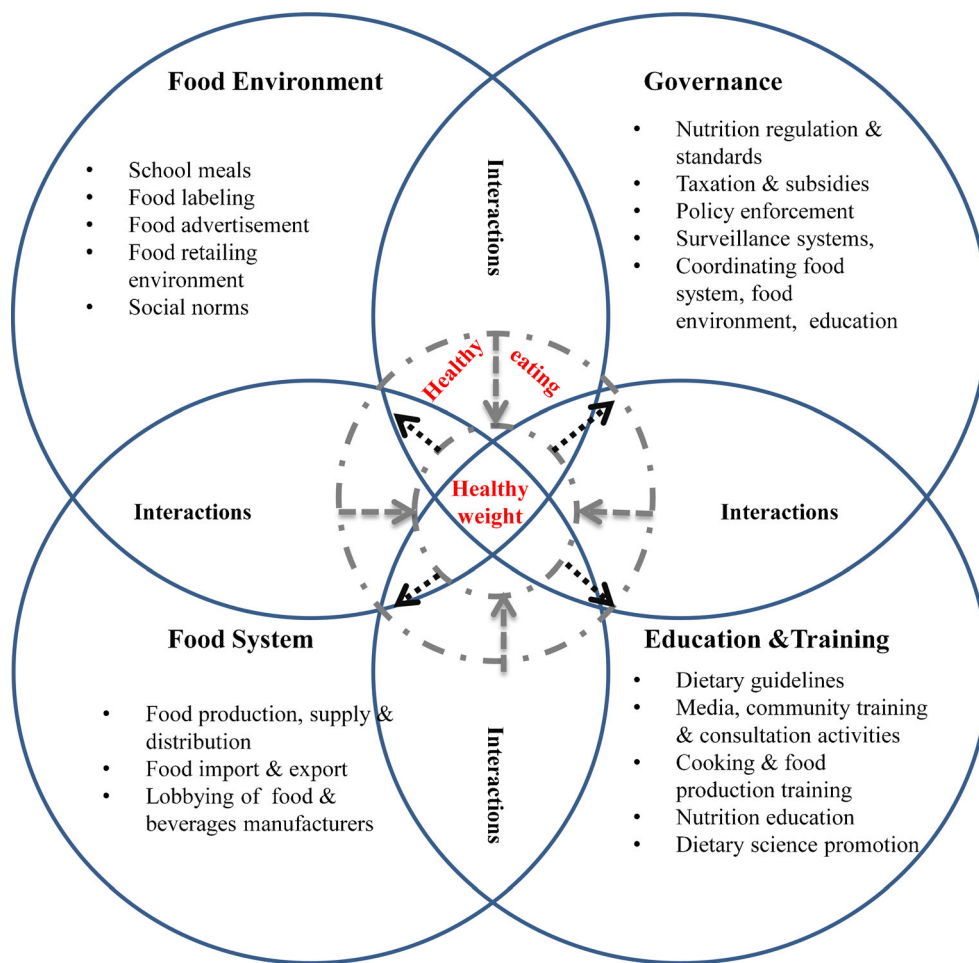 Food Environment
• School meals
• Food labeling
• Food advertisement
• Food retailing
environment
• Social norms
Governance
• Nutrition regulation &
standards
• Taxation & subsidies
• Policy enforcement
• Surveillance systems,
• Coordinating food
system, food
environment, education
Interactions
Healthy eating
Interactions
Healthy
weight
Interactions
Food System
• Food production, supply &
distribution
• Food import & export
• Lobbying of food &
beverages manufacturers
Interactions
Education &Training
• Dietary guidelines
• Media, community training
& consultation activities
• Cooking & food
production training
• Nutrition education
• Dietary science promotion